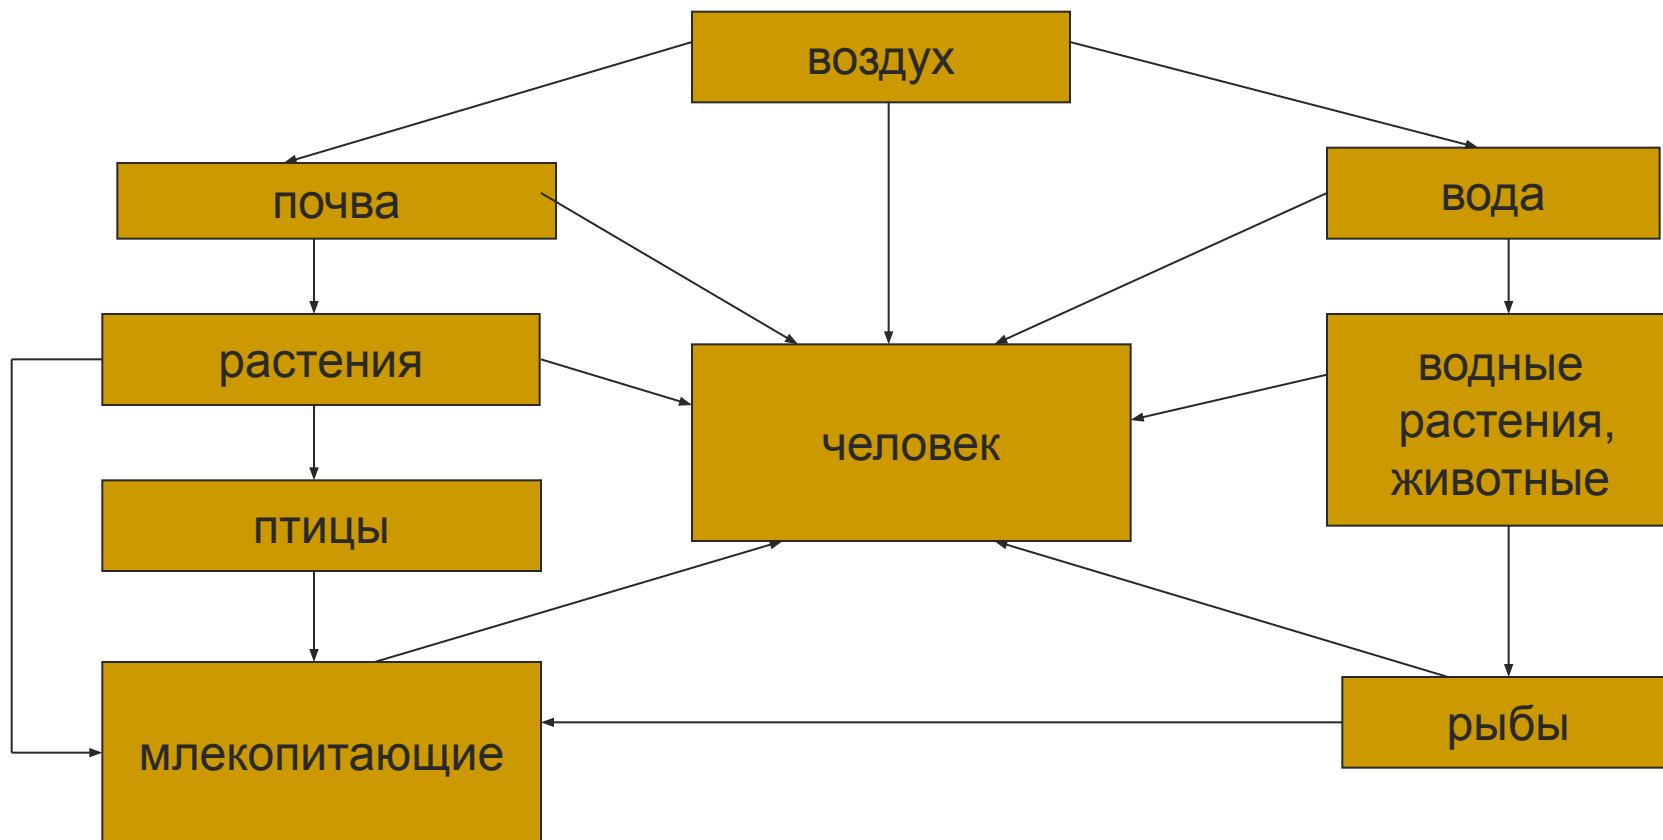 воздух
почва
вода
растения
человек
водные
растения,
животные
птицы
млекопитающие
рыбы